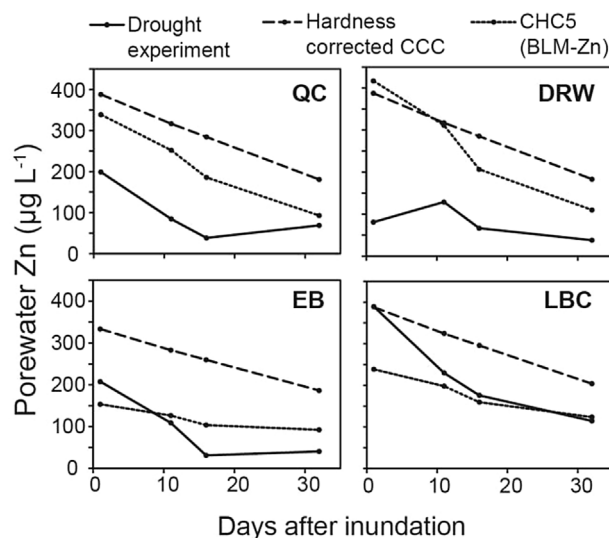 Drought experiment
Hardness corrected CCC
CHC5 (BLM-Zn)
Porewater Zn (µg L⁻¹)
QC
DRW
400
300
200
100
0
EB
LBC
400
300
200
100
0
0 10 20 30
0 10 20 30
Days after inundation